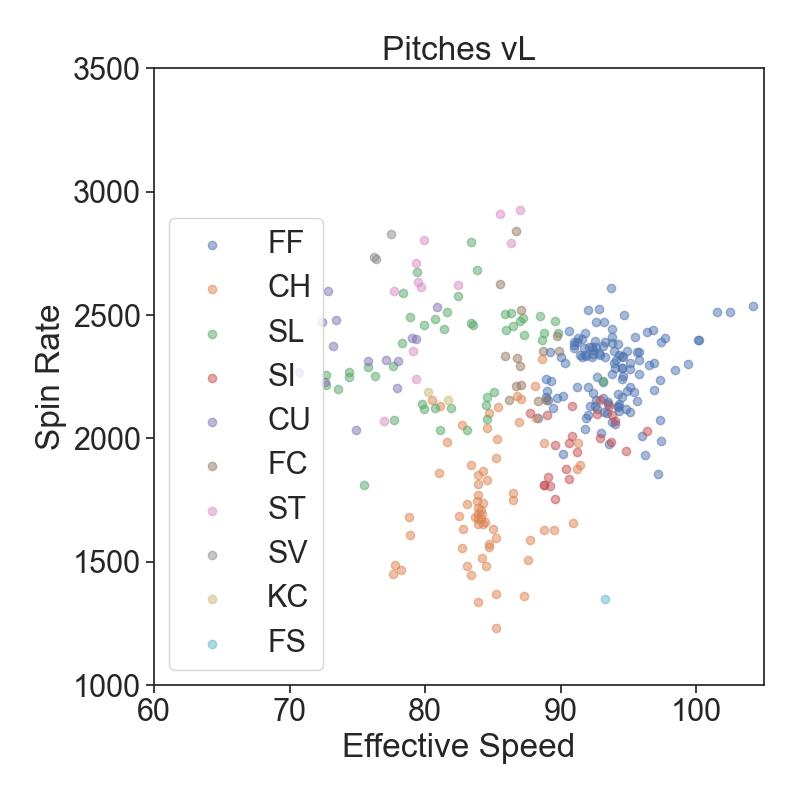 Pitches vL
3500
3000
2500
2000
1500
1000
Spin Rate
FF
CH
SL
SI
CU
FC
ST
SV
KC
FS
60 70 80 90 100
Effective Speed